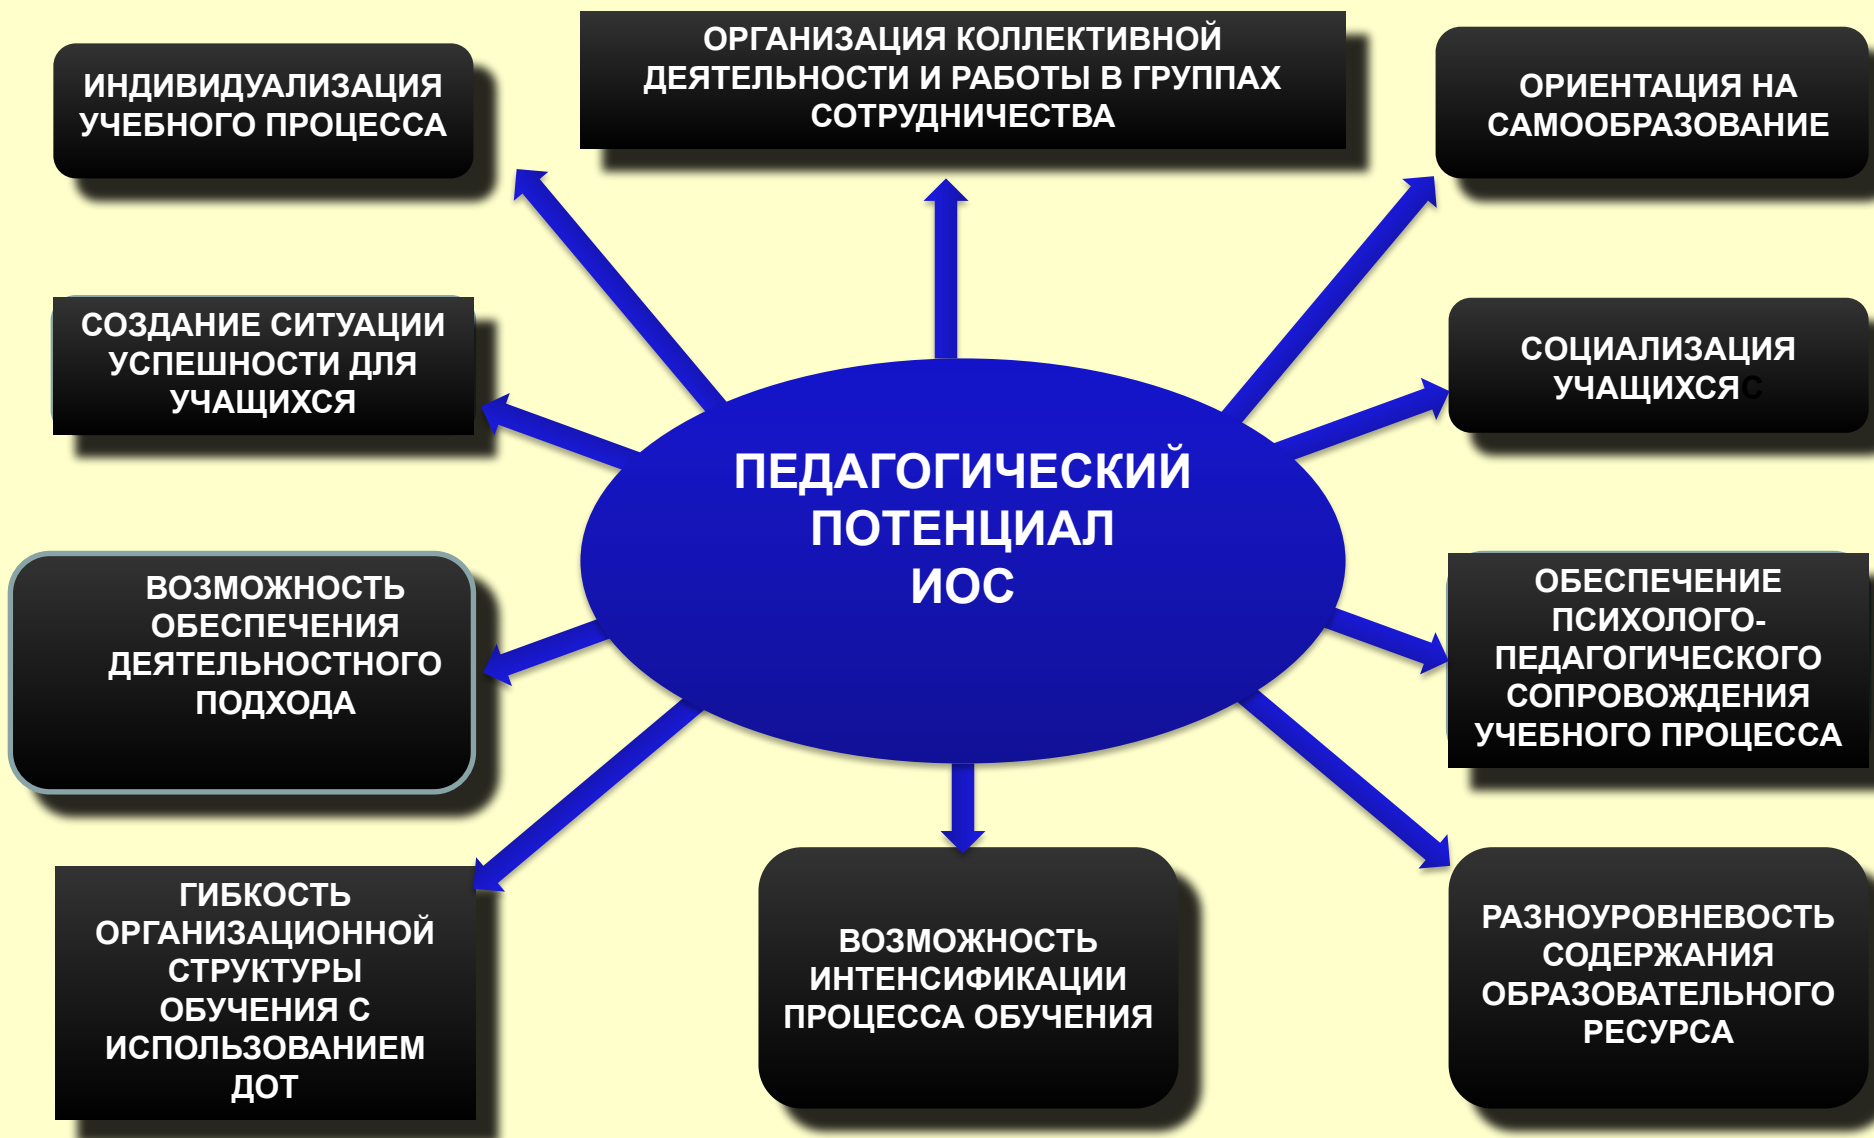 ИНДИВИДУАЛИЗАЦИЯ
УЧЕБНОГО ПРОЦЕССА
ОРГАНИЗАЦИЯ КОЛЛЕКТИВНОЙ
ДЕЯТЕЛЬНОСТИ И РАБОТЫ В ГРУППАХ
СОТРУДНИЧЕСТВА
ОРИЕНТАЦИЯ НА
САМООБРАЗОВАНИЕ
СОЗДАНИЕ СИТУАЦИИ
УСПЕШНОСТИ ДЛЯ
УЧАЩИХСЯ
СОЦИАЛИЗАЦИЯ
УЧАЩИХСЯС
ПЕДАГОГИЧЕСКИЙ
ПОТЕНЦИАЛ
ИОС
ВОЗМОЖНОСТЬ
ОБЕСПЕЧЕНИЯ
ДЕЯТЕЛЬНОСТНОГО
ПОДХОДА
ОБЕСПЕЧЕНИЕ
ПСИХОЛОГО-
ПЕДАГОГИЧЕСКОГО
СОПРОВОЖДЕНИЯ
УЧЕБНОГО ПРОЦЕССА
ГИБКОСТЬ
ОРГАНИЗАЦИОННОЙ
СТРУКТУРЫ
ОБУЧЕНИЯ С
ИСПОЛЬЗОВАНИЕМ
ДОТ
ВОЗМОЖНОСТЬ
ИНТЕНСИФИКАЦИИ
ПРОЦЕССА ОБУЧЕНИЯ
РАЗНОУРОВНЕВОСТЬ
СОДЕРЖАНИЯ
ОБРАЗОВАТЕЛЬНОГО
РЕСУРСА